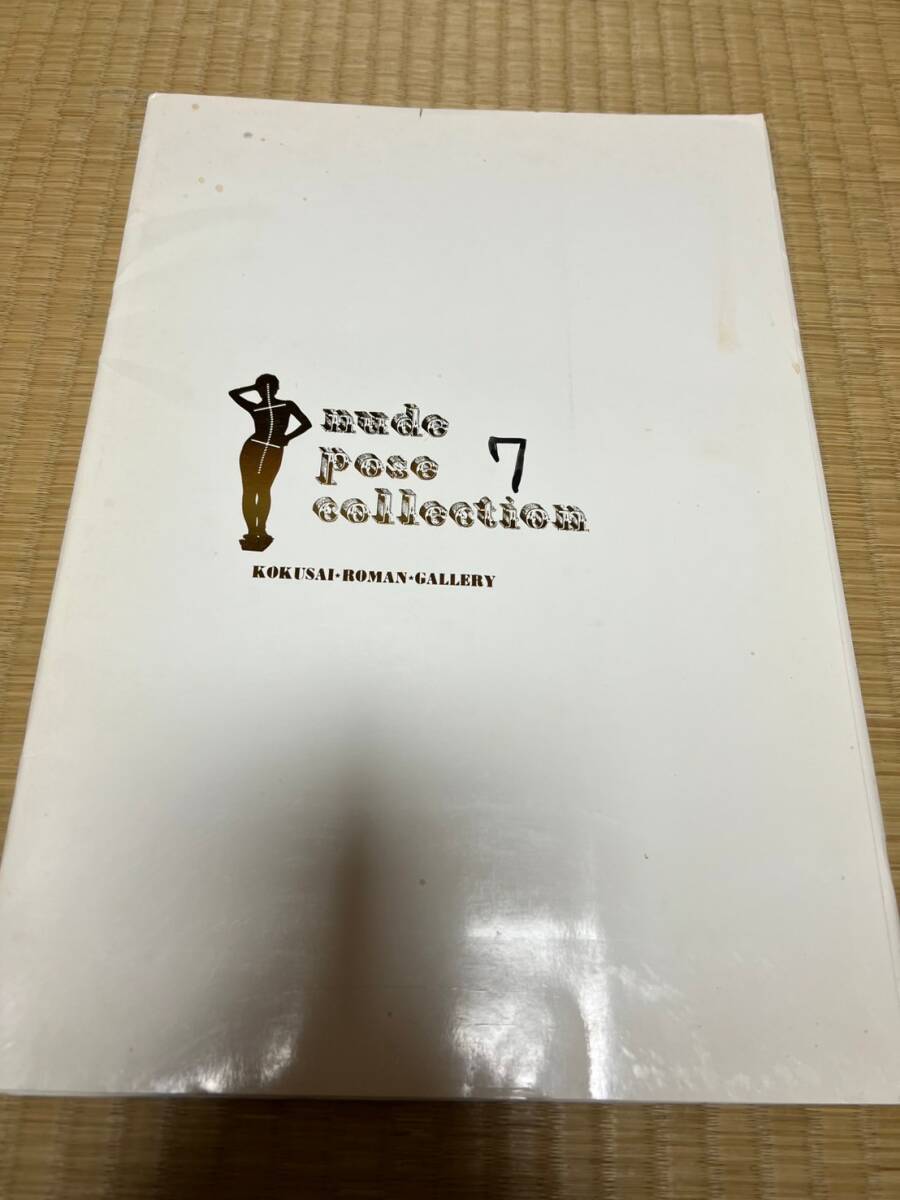 nude
pose 7
collection
KOKUSAI★ROMAN★GALLERY